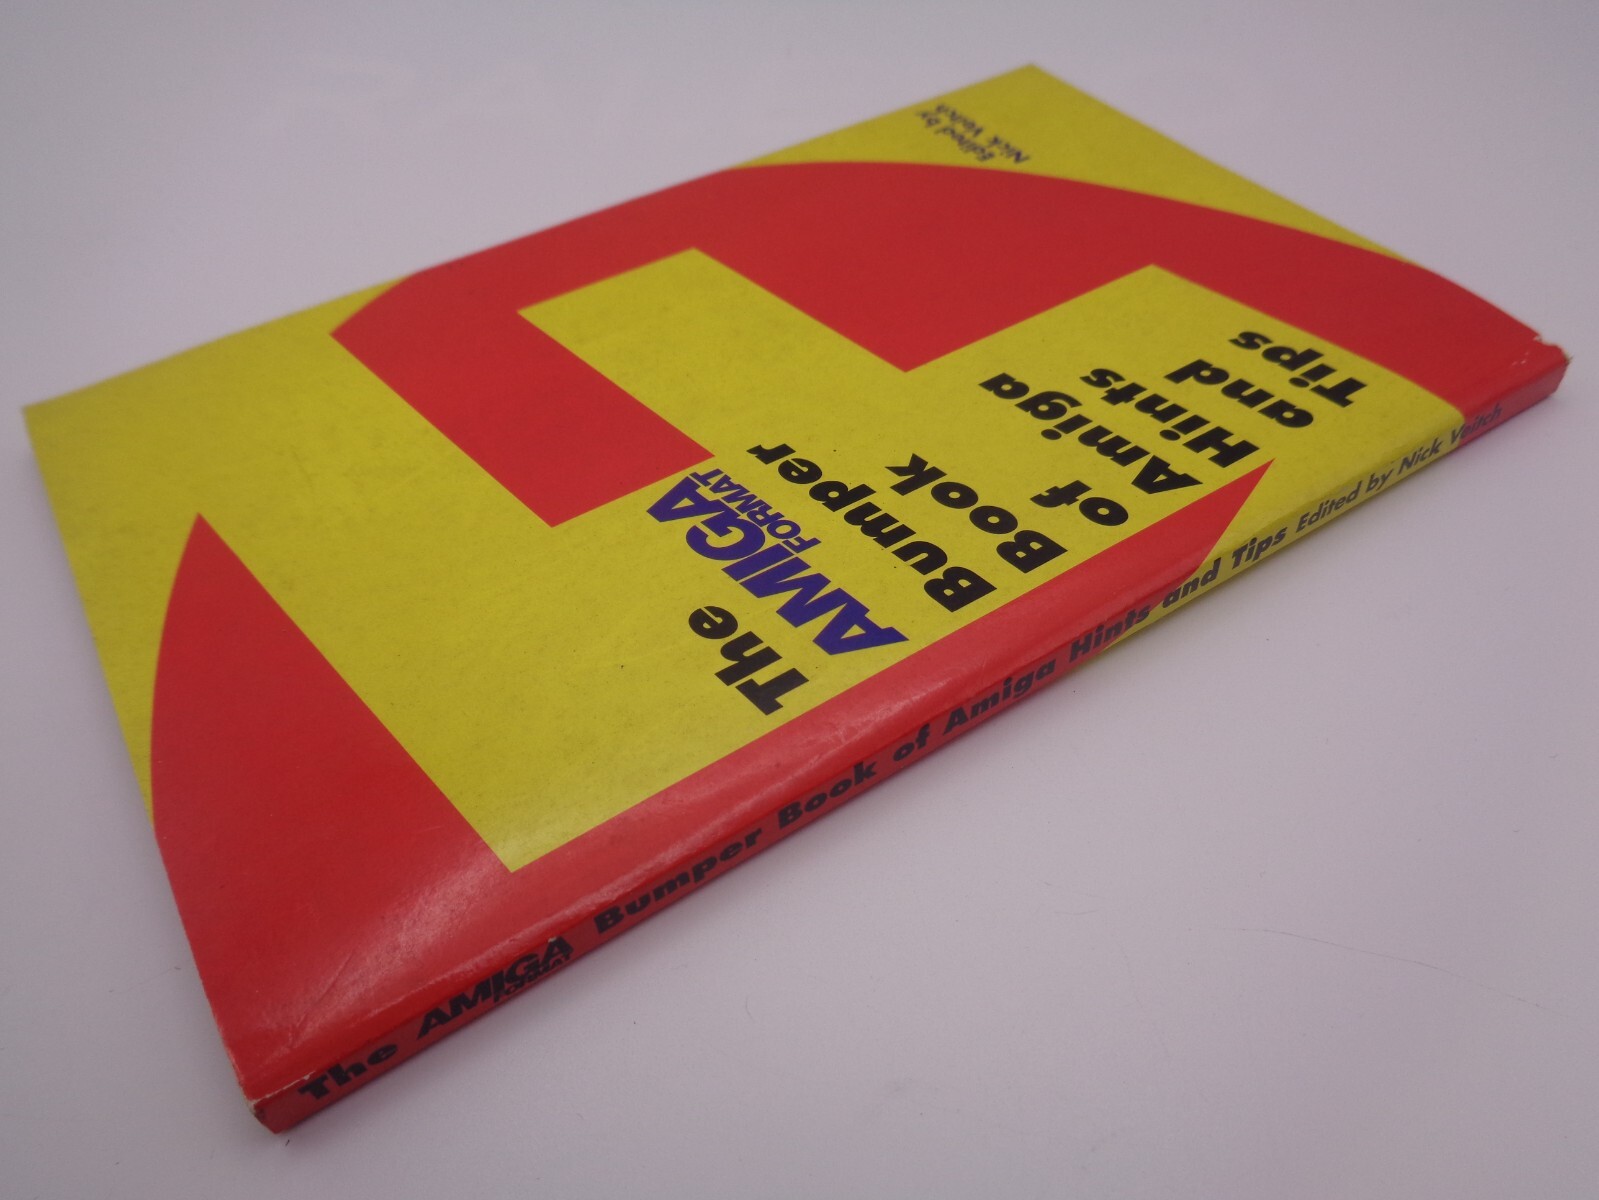 The
AMIGA
FORMAT
Bumper
Book
of
Amiga
Hints
and
Tips
Edited by
Nick Veitch
The AMIGA FORMAT Bumper Book of Amiga Hints and Tips Edited by Nick Veitch